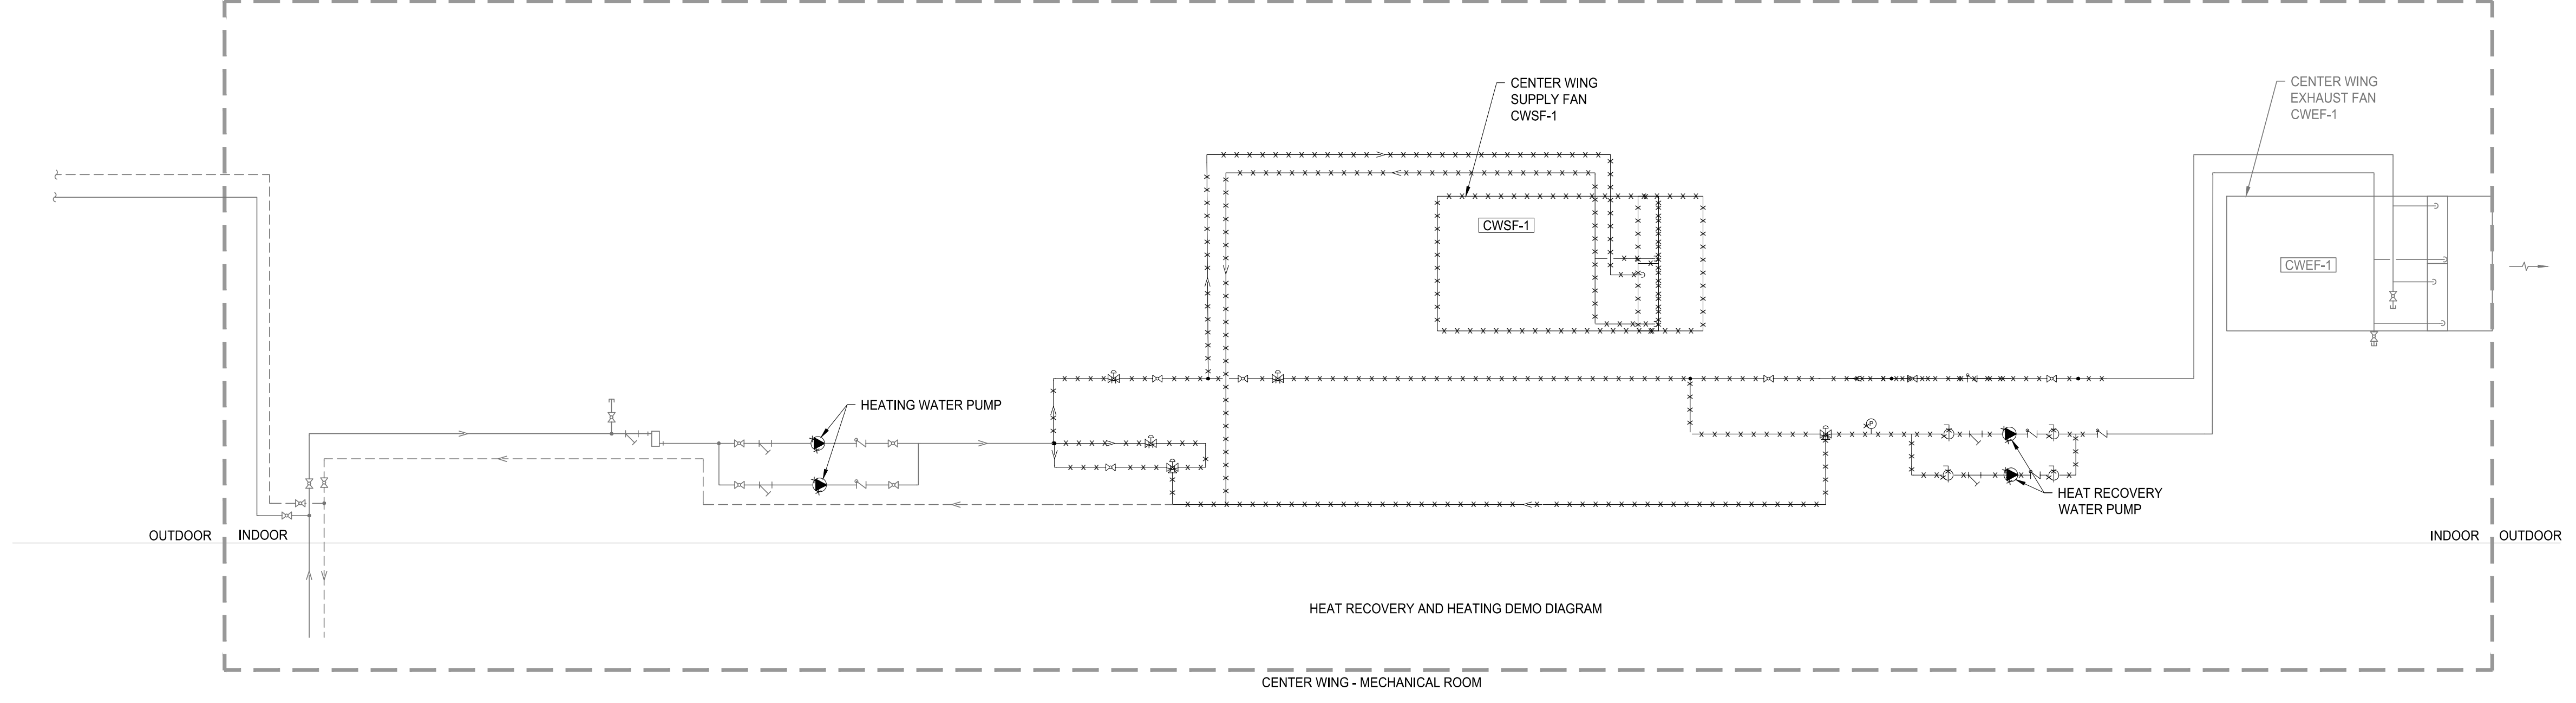 CENTER WING
SUPPLY FAN
CWSF-1
CENTER WING
EXHAUST FAN
CWEF-1
CWSF-1
CWEF-1
HEATING WATER PUMP
P
HEAT RECOVERY
WATER PUMP
OUTDOOR
INDOOR
INDOOR
OUTDOOR
HEAT RECOVERY AND HEATING DEMO DIAGRAM
CENTER WING - MECHANICAL ROOM